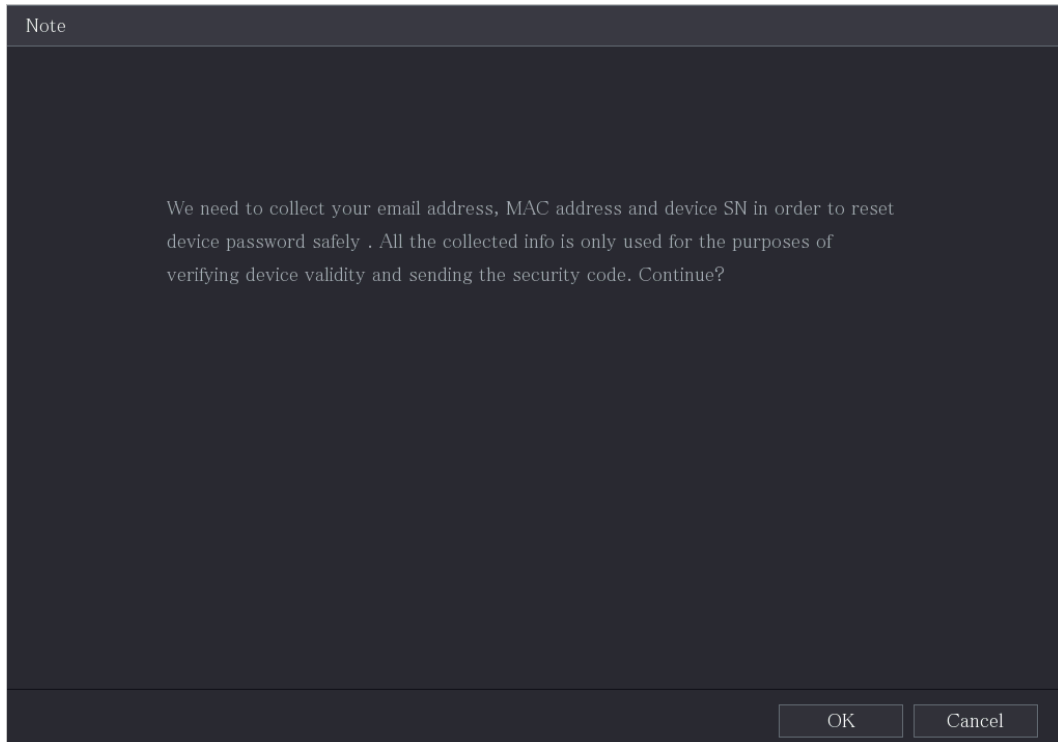 Note
We need to collect your email address, MAC address and device SN in order to reset
device password safely . All the collected info is only used for the purposes of
verifying device validity and sending the security code. Continue?
OK
Cancel